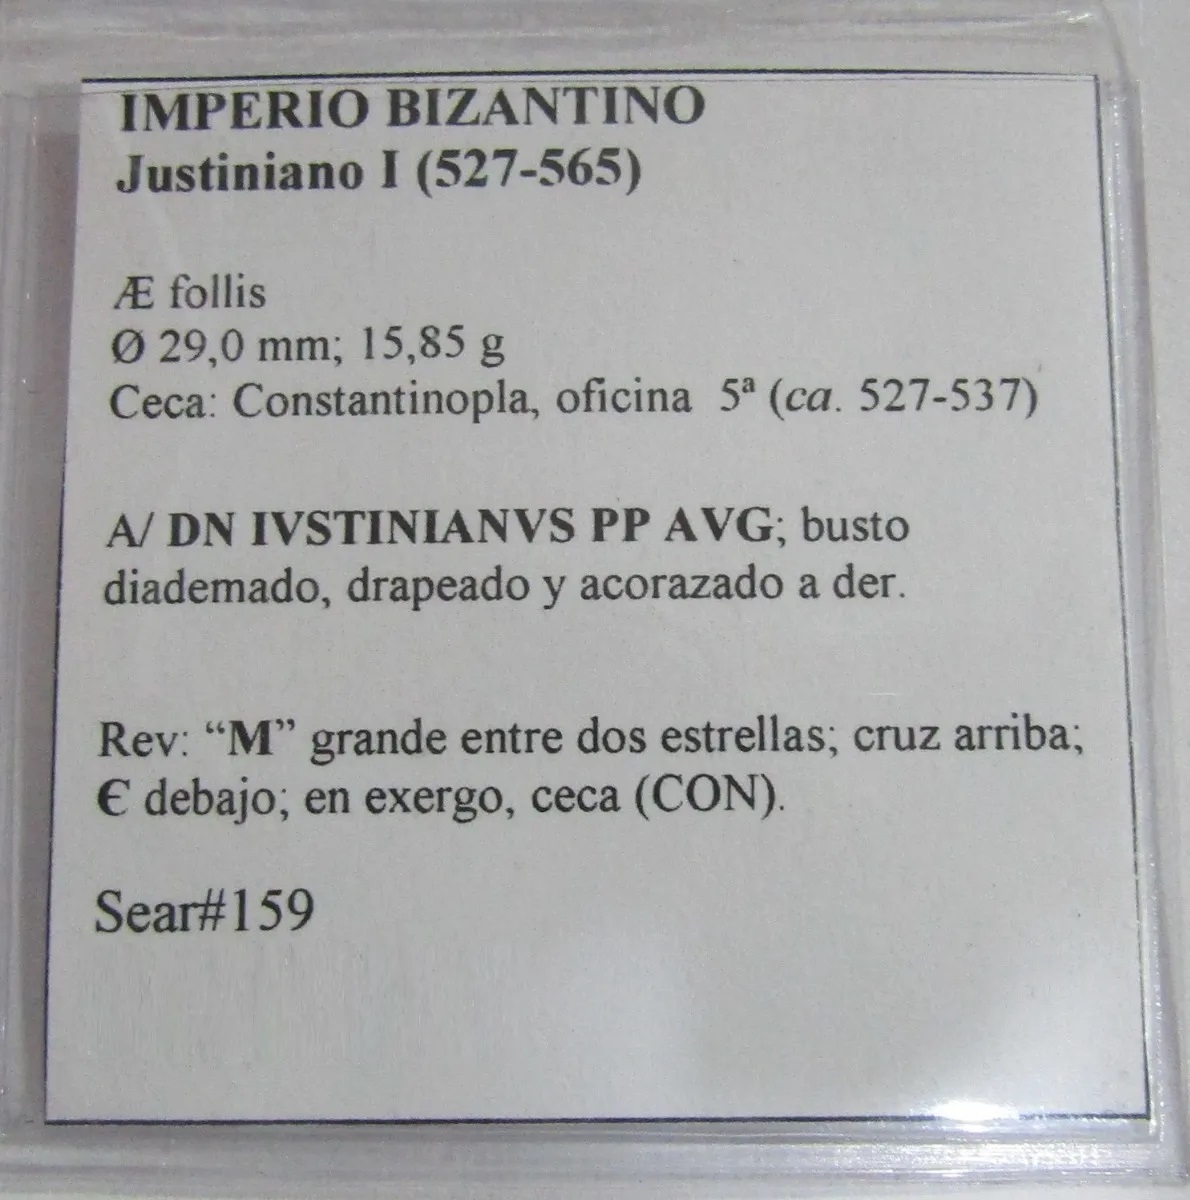 IMPERIO BIZANTINO
Justiniano I (527-565)
Æ follis
Ø 29,0 mm; 15,85 g
Ceca: Constantinopla, oficina 5ª (ca. 527-537)
A/ DN IVSTINIANVS PP AVG; busto
diademado, drapeado y acorazado a der.
Rev: “M” grande entre dos estrellas; cruz arriba;
Є debajo; en exergo, ceca (CON).
Sear#159